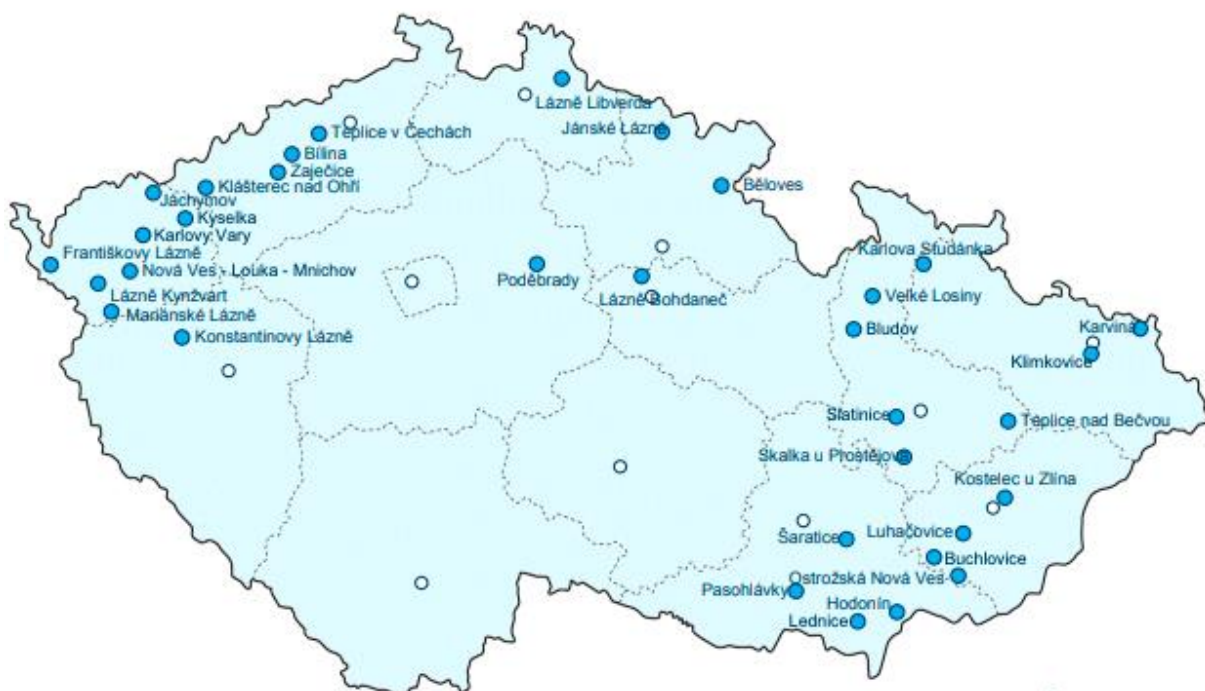 Lázně Libverda
Jánské Lázně
Teplice v Čechách
Bílina
Zaječice
Běloves
Klášterec nad Ohří
Jáchymov
Kyselka
Karlovy Vary
Františkovy Lázně
Nová Ves - Louka - Mnichov
Poděbrady
Karlova Studánka
Lázně Kynžvart
Lázně Bohdaneč
Velké Losiny
Mariánské Lázně
Konstantinovy Lázně
Bludov
Karviná
Klimkovice
Slatinice
Teplice nad Bečvou
Skalka u Prostějova
Kostelec u Zlína
Šaratice
Luhačovice
Buchlovice
Ostrožská Nová Ves
Pasohlávky
Hodonín
Lednice